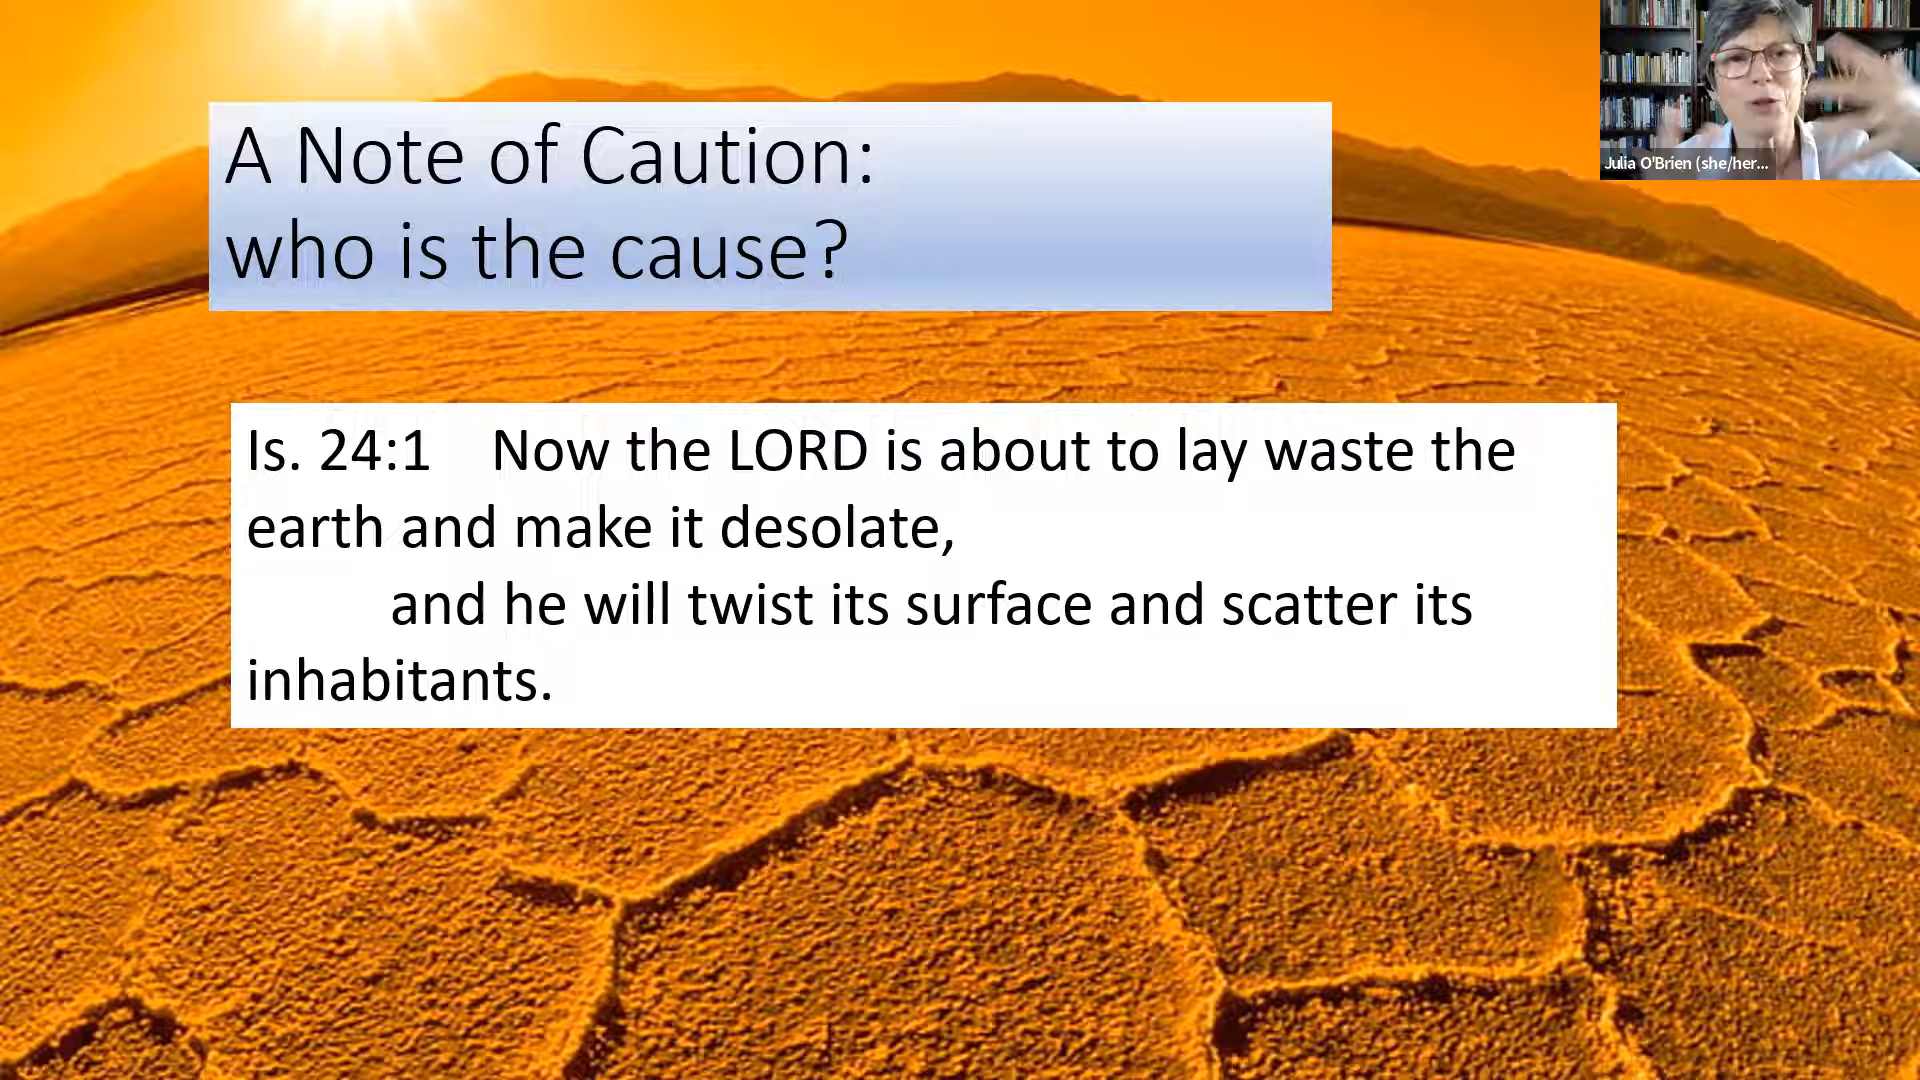 A Note of Caution:
who is the cause?
Julia O'Brien (she/her...
Is. 24:1 Now the LORD is about to lay waste the
earth and make it desolate,
and he will twist its surface and scatter its
inhabitants.